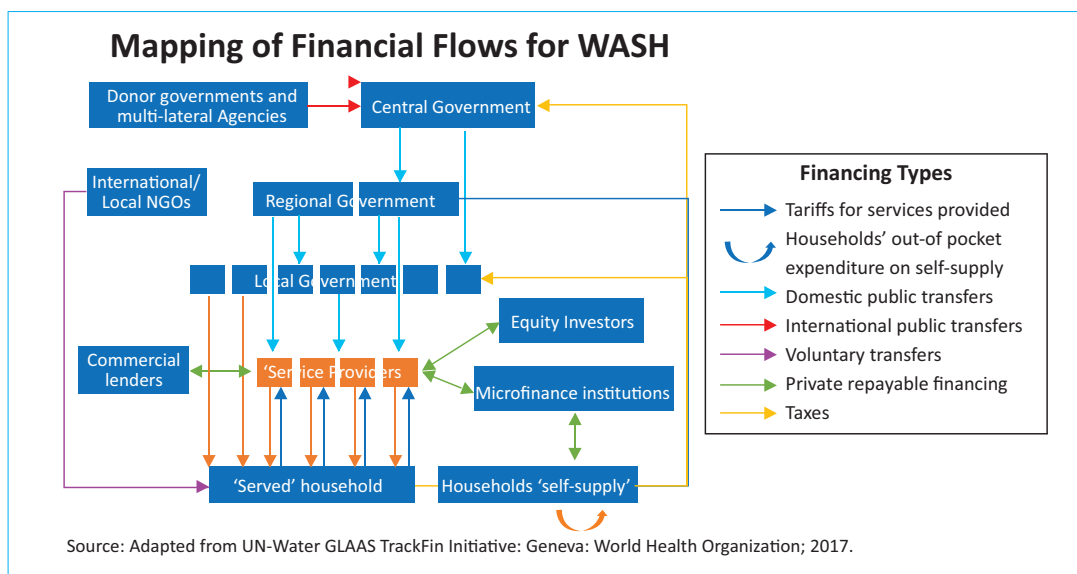 Mapping of Financial Flows for WASH
Donor governments and
multi-lateral Agencies
Central Government
International/
Local NGOs
Regional Government
Local Government
Equity Investors
Commercial
lenders
'Service Providers
Microfinance institutions
'Served' household
Households 'self-supply'
Financing Types
Tariffs for services provided
Households' out-of pocket
expenditure on self-supply
Domestic public transfers
International public transfers
Voluntary transfers
Private repayable financing
Taxes
Source: Adapted from UN-Water GLAAS TrackFin Initiative: Geneva: World Health Organization; 2017.